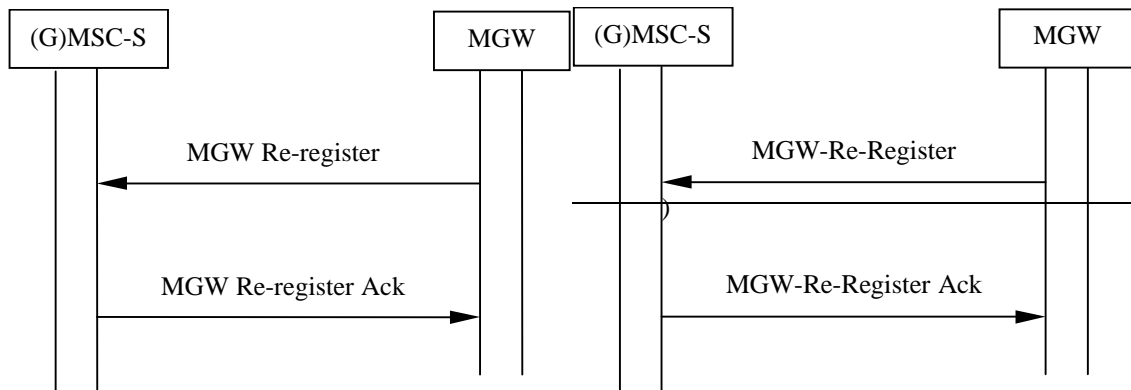 (G)MSC-S
MGW
MGW Re-register
MGW Re-register Ack
(G)MSC-S
MGW
MGW-Re-Register
)
MGW-Re-Register Ack